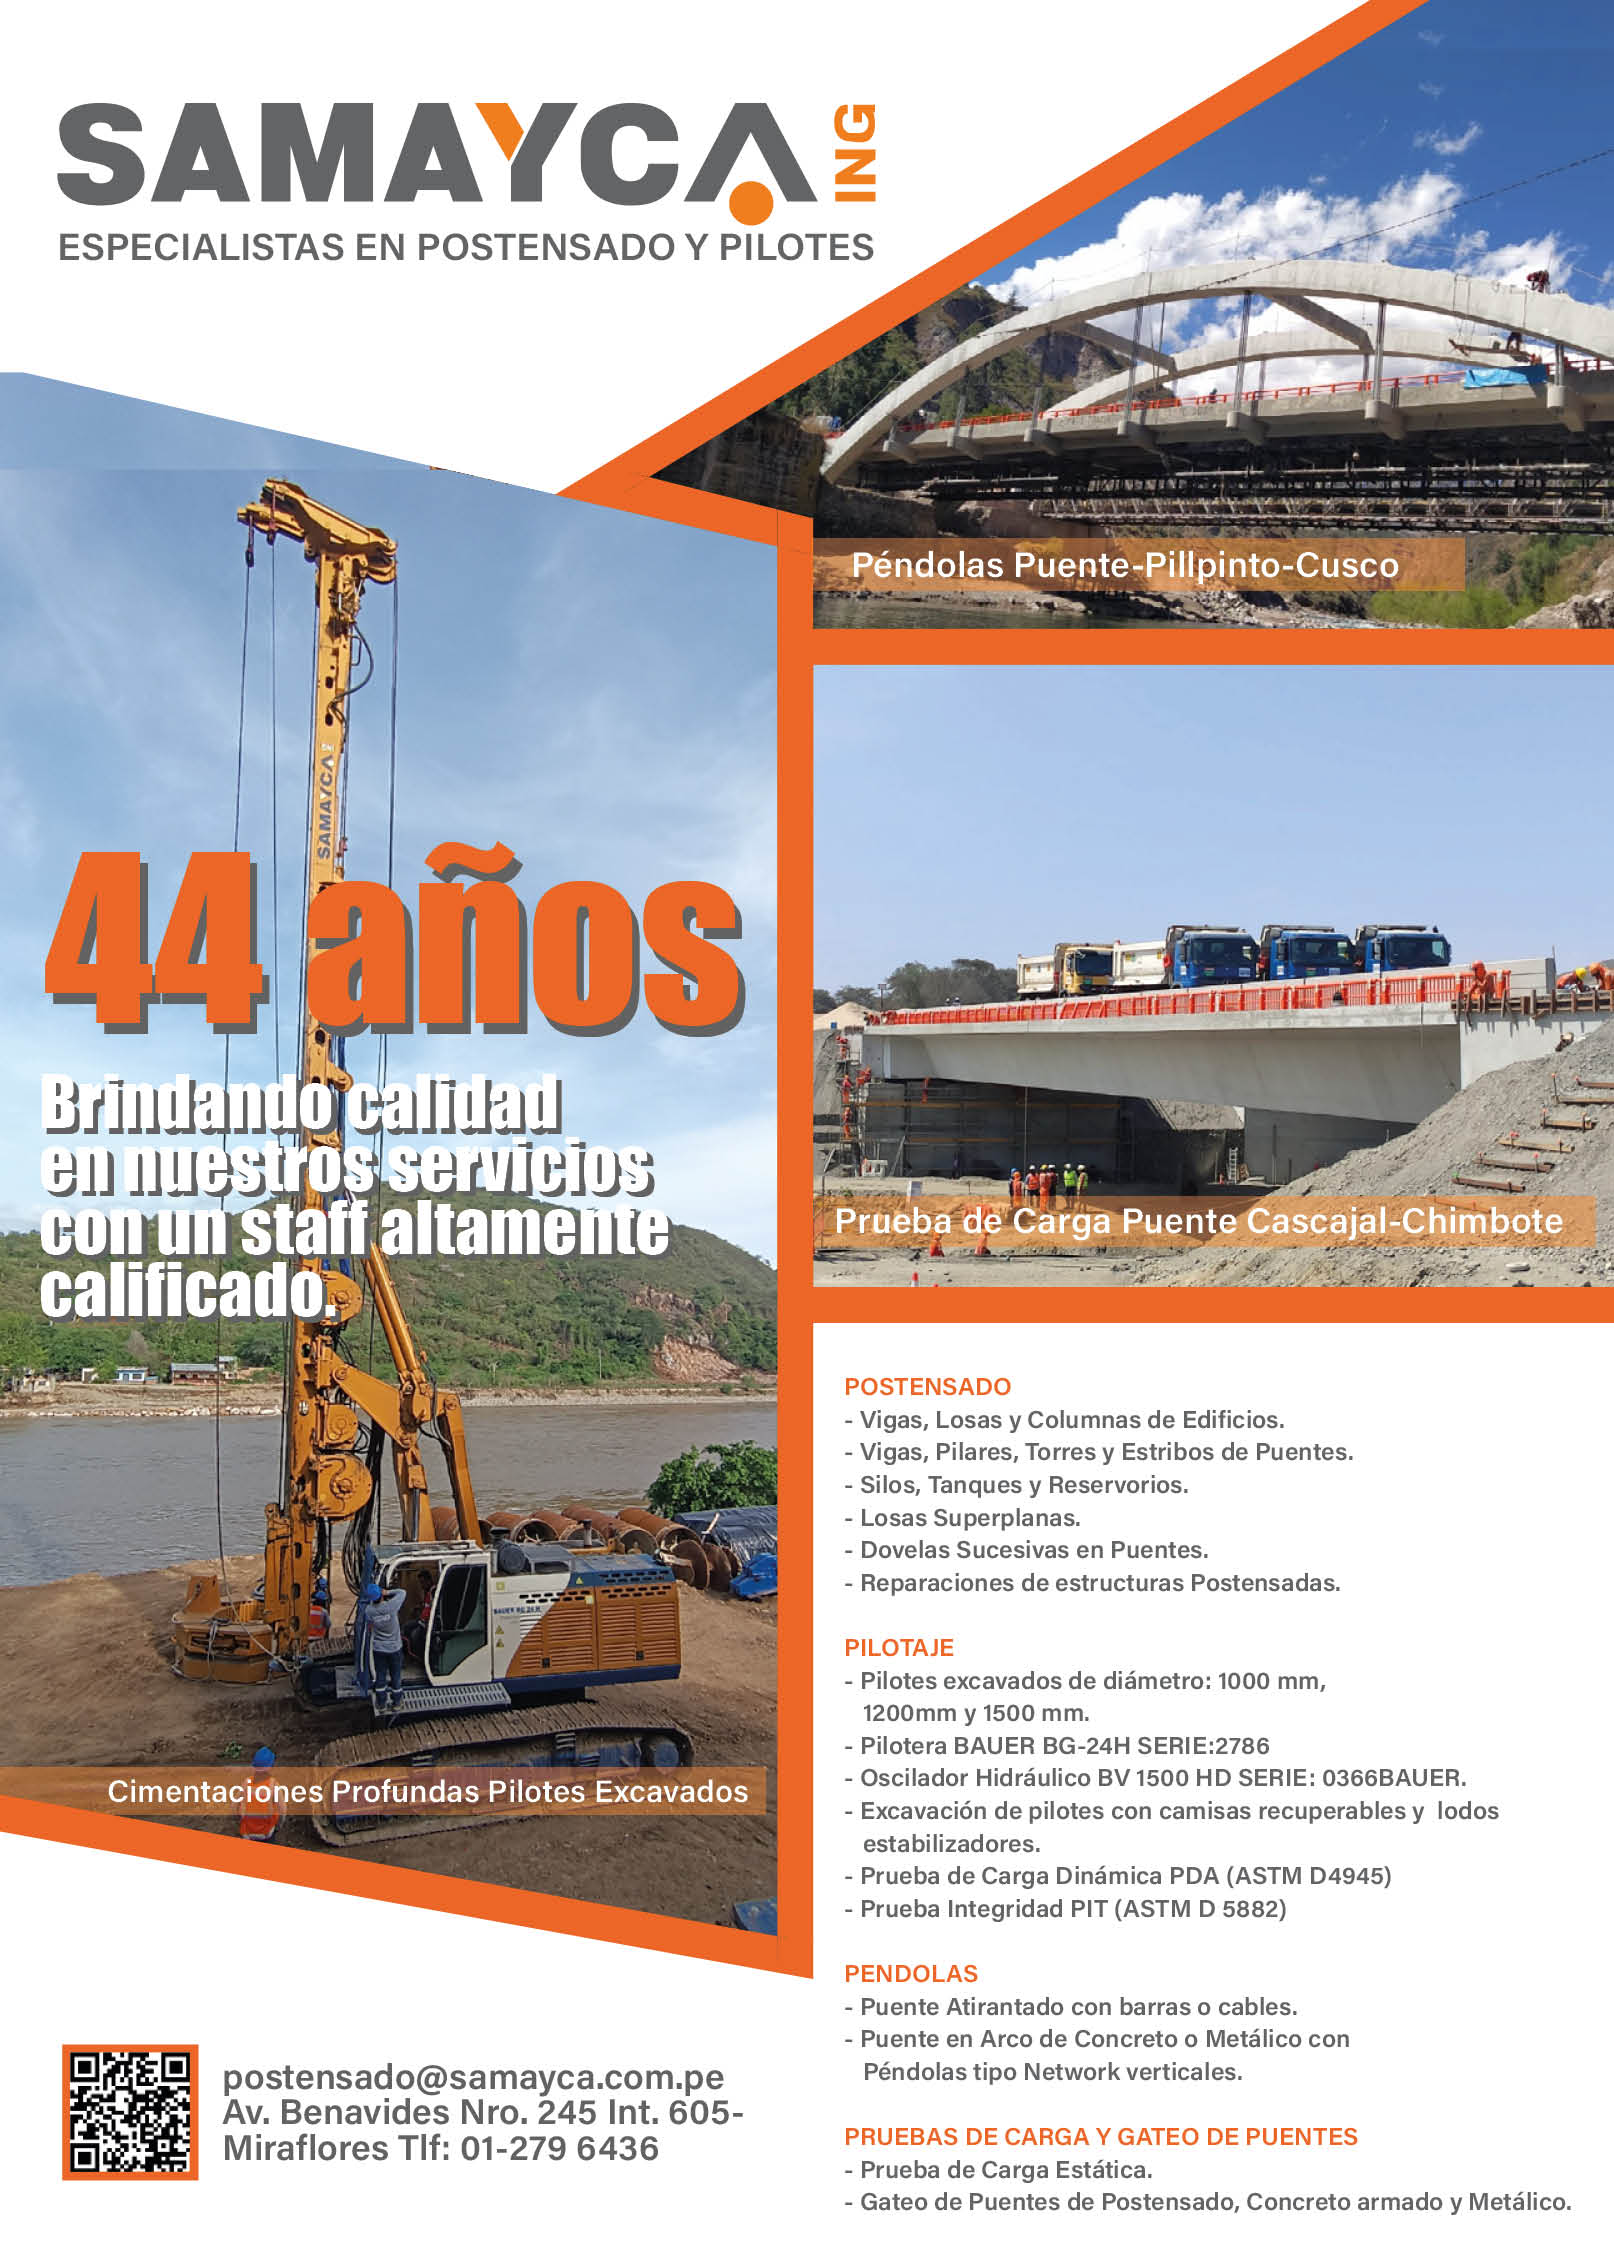 SAMAYCA ING
ESPECIALISTAS EN POSTENSADO Y PILOTES
Péndolas Puente-Pillpinto-Cusco
SAMAYCA ING
44 años
Brindando calidad
en nuestros servicios
con un staff altamente
calificado.
Prueba de Carga Puente Cascajal-Chimbote
BAUER BG 24 H
Cimentaciones Profundas Pilotes Excavados
POSTENSADO
- Vigas, Losas y Columnas de Edificios.
- Vigas, Pilares, Torres y Estribos de Puentes.
- Silos, Tanques y Reservorios.
- Losas Superplanas.
- Dovelas Sucesivas en Puentes.
- Reparaciones de estructuras Postensadas.
PILOTAJE
- Pilotes excavados de diámetro: 1000 mm,
1200mm y 1500 mm.
- Pilotera BAUER BG-24H SERIE:2786
- Oscilador Hidráulico BV 1500 HD SERIE: 0366BAUER.
- Excavación de pilotes con camisas recuperables y  lodos
estabilizadores.
- Prueba de Carga Dinámica PDA (ASTM D4945)
- Prueba Integridad PIT (ASTM D 5882)
PENDOLAS
- Puente Atirantado con barras o cables.
- Puente en Arco de Concreto o Metálico con
Péndolas tipo Network verticales.
PRUEBAS DE CARGA Y GATEO DE PUENTES
- Prueba de Carga Estática.
- Gateo de Puentes de Postensado, Concreto armado y Metálico.
postensado@samayca.com.pe
Av. Benavides Nro. 245 Int. 605-
Miraflores Tlf: 01-279 6436